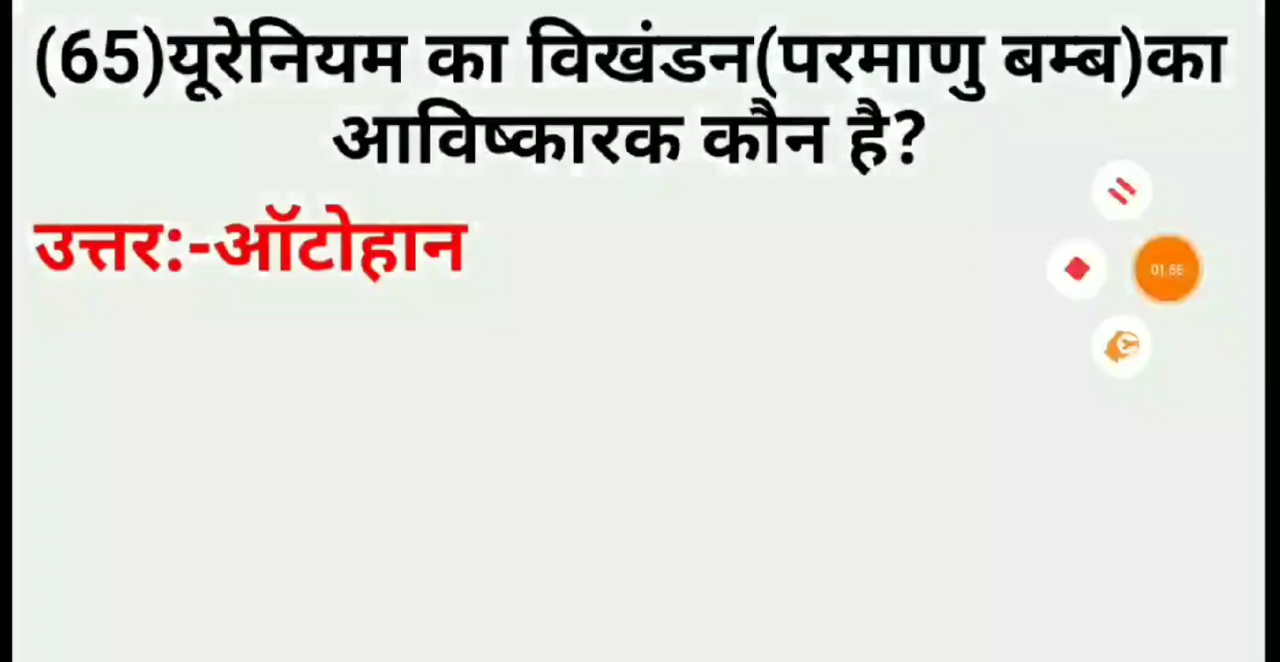 (65)यूरेनियम का विखंडन(परमाणु बम्ब)का
आविष्कारक कौन है?
उत्तर:-ऑटोहान